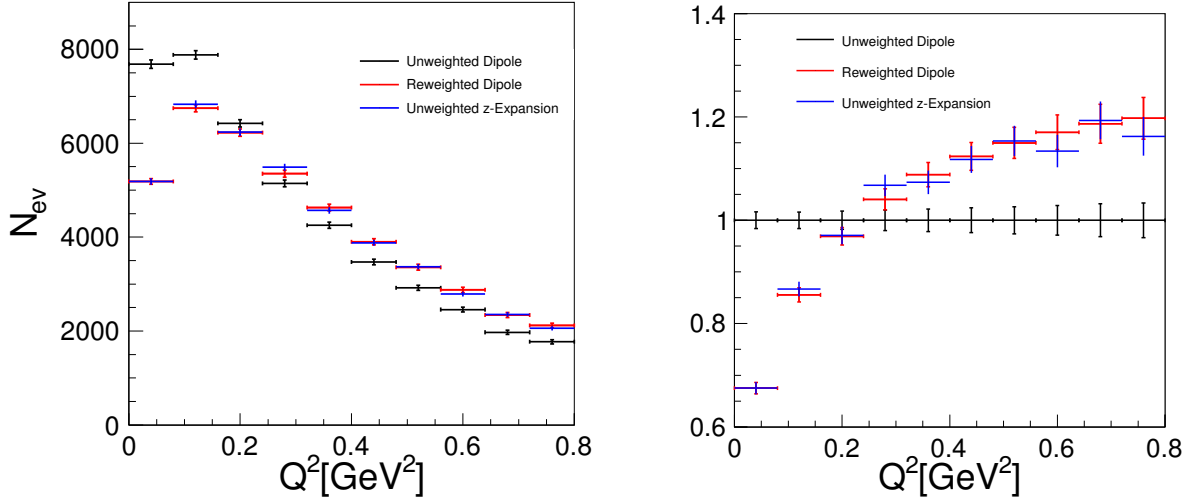 N_ev
8000
6000
4000
2000
0
Unweighted Dipole
Reweighted Dipole
Unweighted z-Expansion
0 0.2 0.4 0.6 0.8
Q²[GeV²]
1.4
1.2
1
0.8
0.6
Unweighted Dipole
Reweighted Dipole
Unweighted z-Expansion
0 0.2 0.4 0.6 0.8
Q²[GeV²]